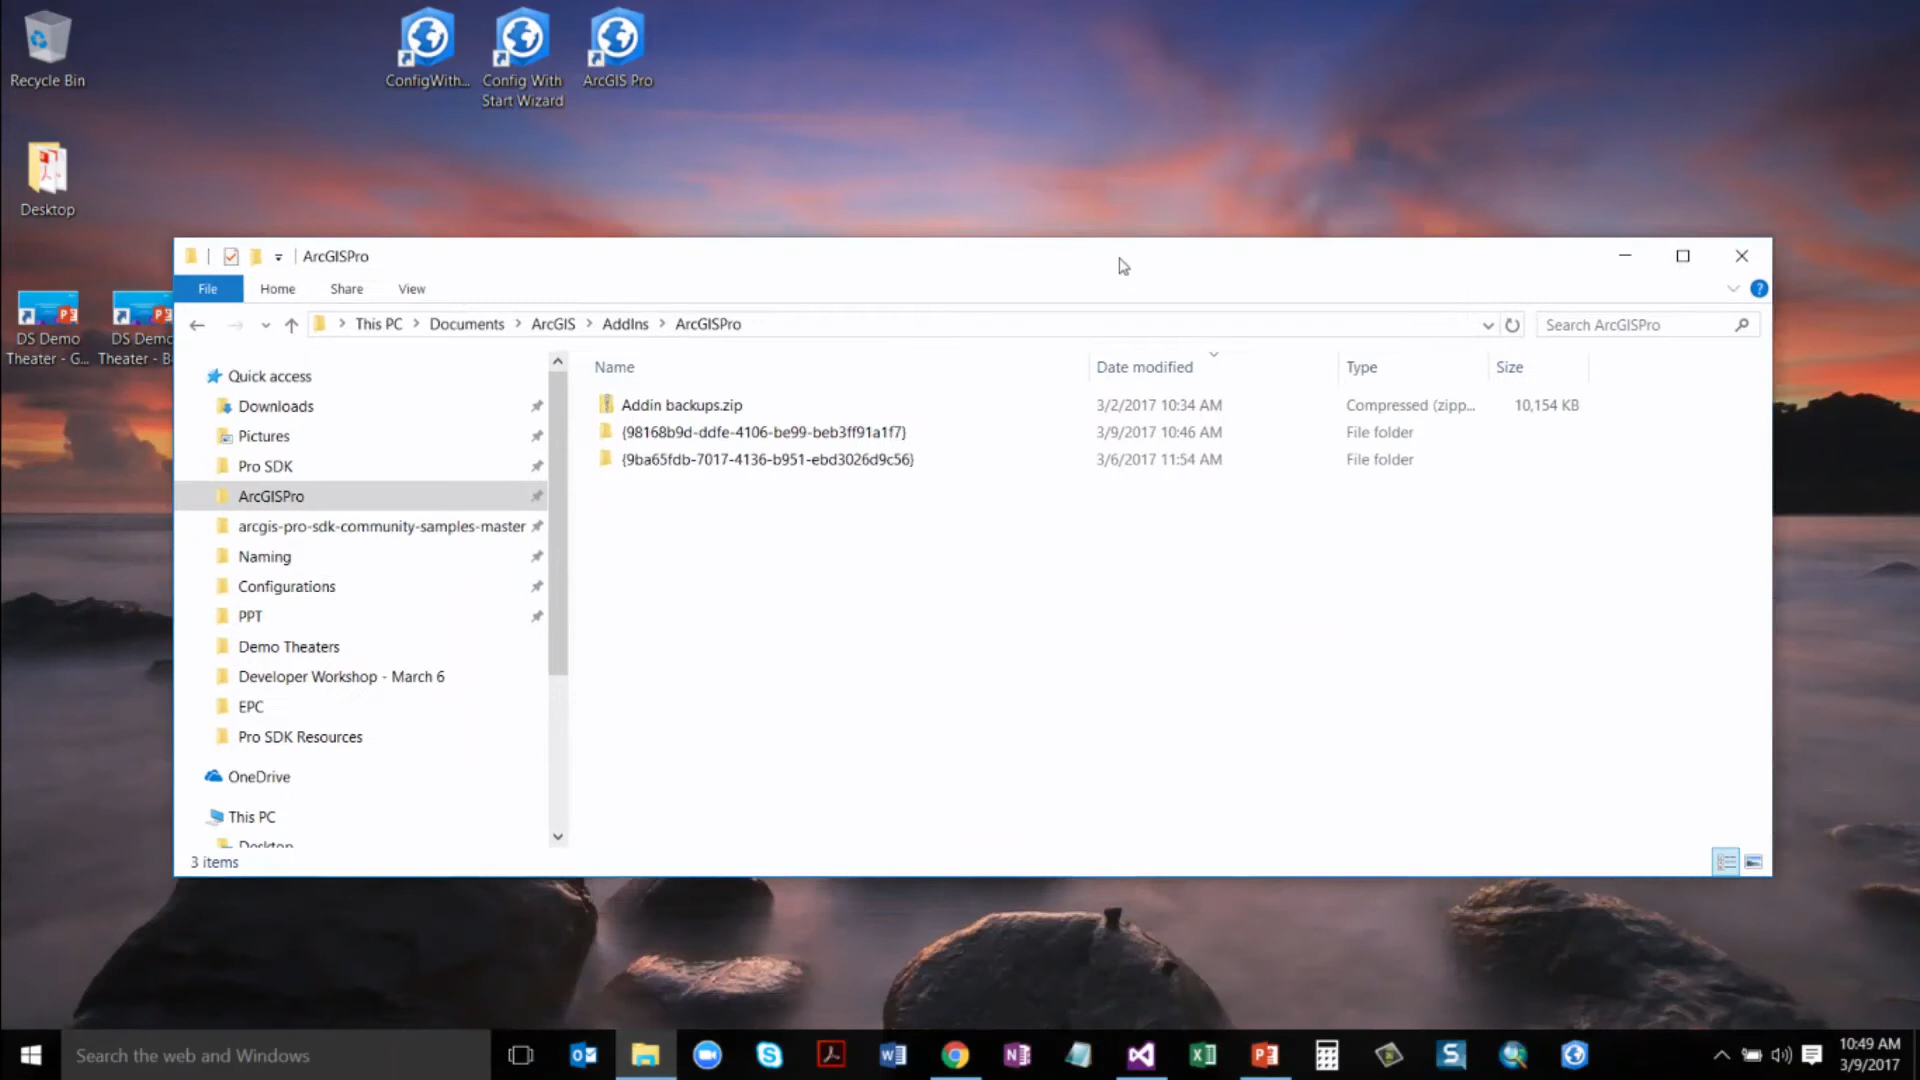 Recycle Bin
ConfigWith...
Config With
Start Wizard
ArcGIS Pro
Desktop
DS Demo
Theater - G...
DS Demo
Theater - B
ArcGISPro
File
Home
Share
View
This PC
Documents
ArcGIS
AddIns
ArcGISPro
Search ArcGISPro
Name
Date modified
Type
Size
Addin backups.zip
3/2/2017 10:34 AM
Compressed (zipp...
10,154 KB
{98168b9d-ddfe-4106-be99-beb3ff91a1f7}
3/9/2017 10:46 AM
File folder
{9ba65fdb-7017-4136-b951-ebd3026d9c56}
3/6/2017 11:54 AM
File folder
Quick access
Downloads
Pictures
Pro SDK
ArcGISPro
arcgis-pro-sdk-community-samples-master
Naming
Configurations
PPT
Demo Theaters
Developer Workshop - March 6
EPC
Pro SDK Resources
OneDrive
This PC
Desktop
3 items
Search the web and Windows
10:49 AM
3/9/2017